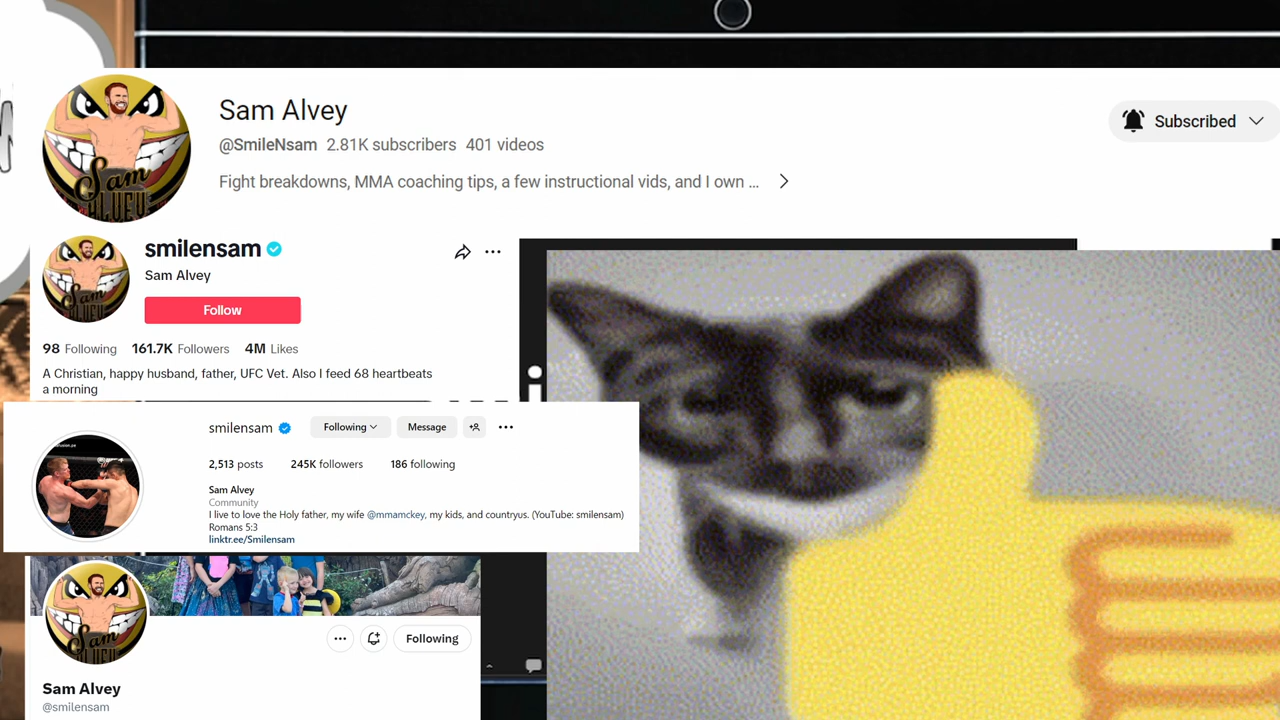 Sam Alvey
@SmileNsam 2.81K subscribers 401 videos
Subscribed
Fight breakdowns, MMA coaching tips, a few instructional vids, and I own ...
Sam
ALVEY
smilensam
Sam Alvey
Follow
98 Following 161.7K Followers 4M Likes
A Christian, happy husband, father, UFC Vet. Also I feed 68 heartbeats
a morning
smilensam Following Message
2,513 posts 245K followers 186 following
Sam Alvey
Community
I live to love the Holy father, my wife @mmamckey, my kids, and countryus. (YouTube: smilensam)
Romans 5:3
linktr.ee/Smilensam
Sam
Following
Sam Alvey
@smilensam